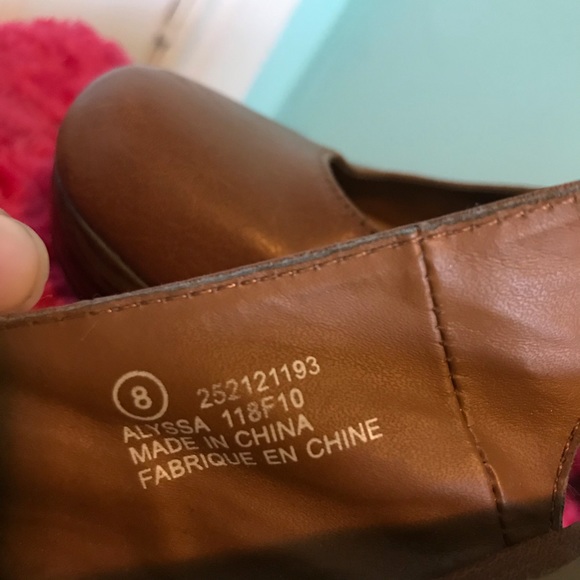 8 252121193
ALYSSA 118F10
MADE IN CHINA
FABRIQUE EN CHINE